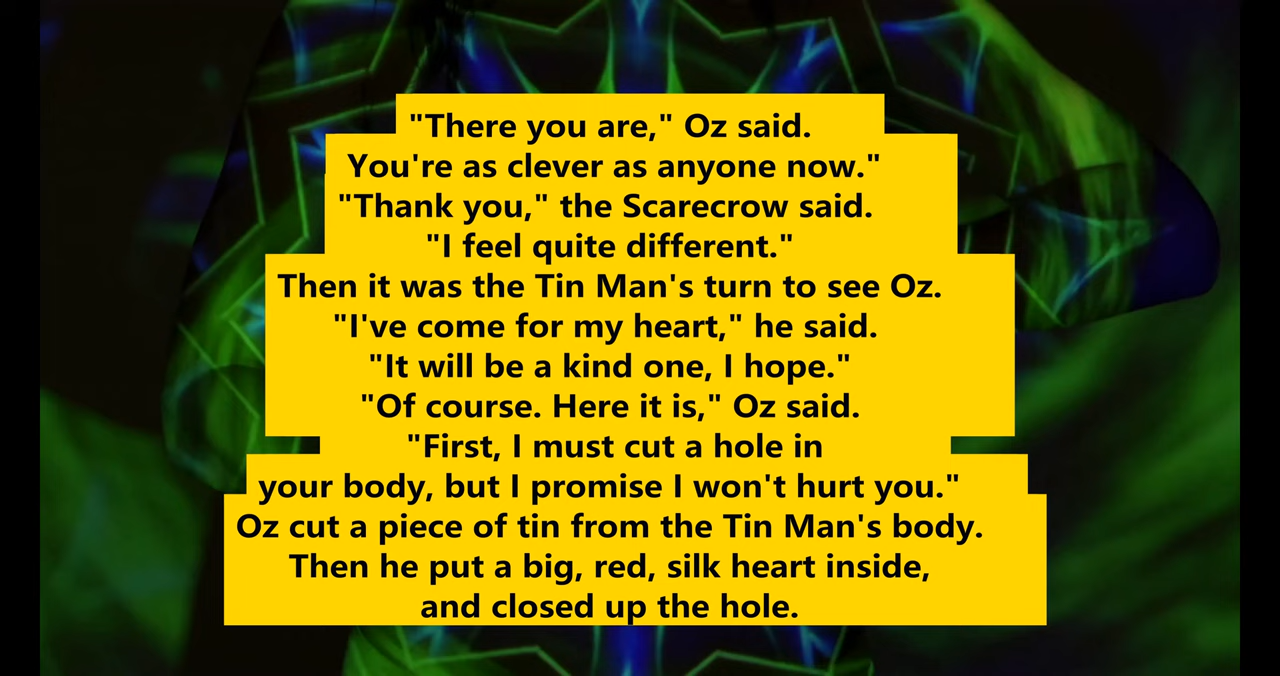 "There you are," Oz said.
You're as clever as anyone now."
"Thank you," the Scarecrow said.
"I feel quite different."
Then it was the Tin Man's turn to see Oz.
"I've come for my heart," he said.
"It will be a kind one, I hope."
"Of course. Here it is," Oz said.
"First, I must cut a hole in
your body, but I promise I won't hurt you."
Oz cut a piece of tin from the Tin Man's body.
Then he put a big, red, silk heart inside,
and closed up the hole.